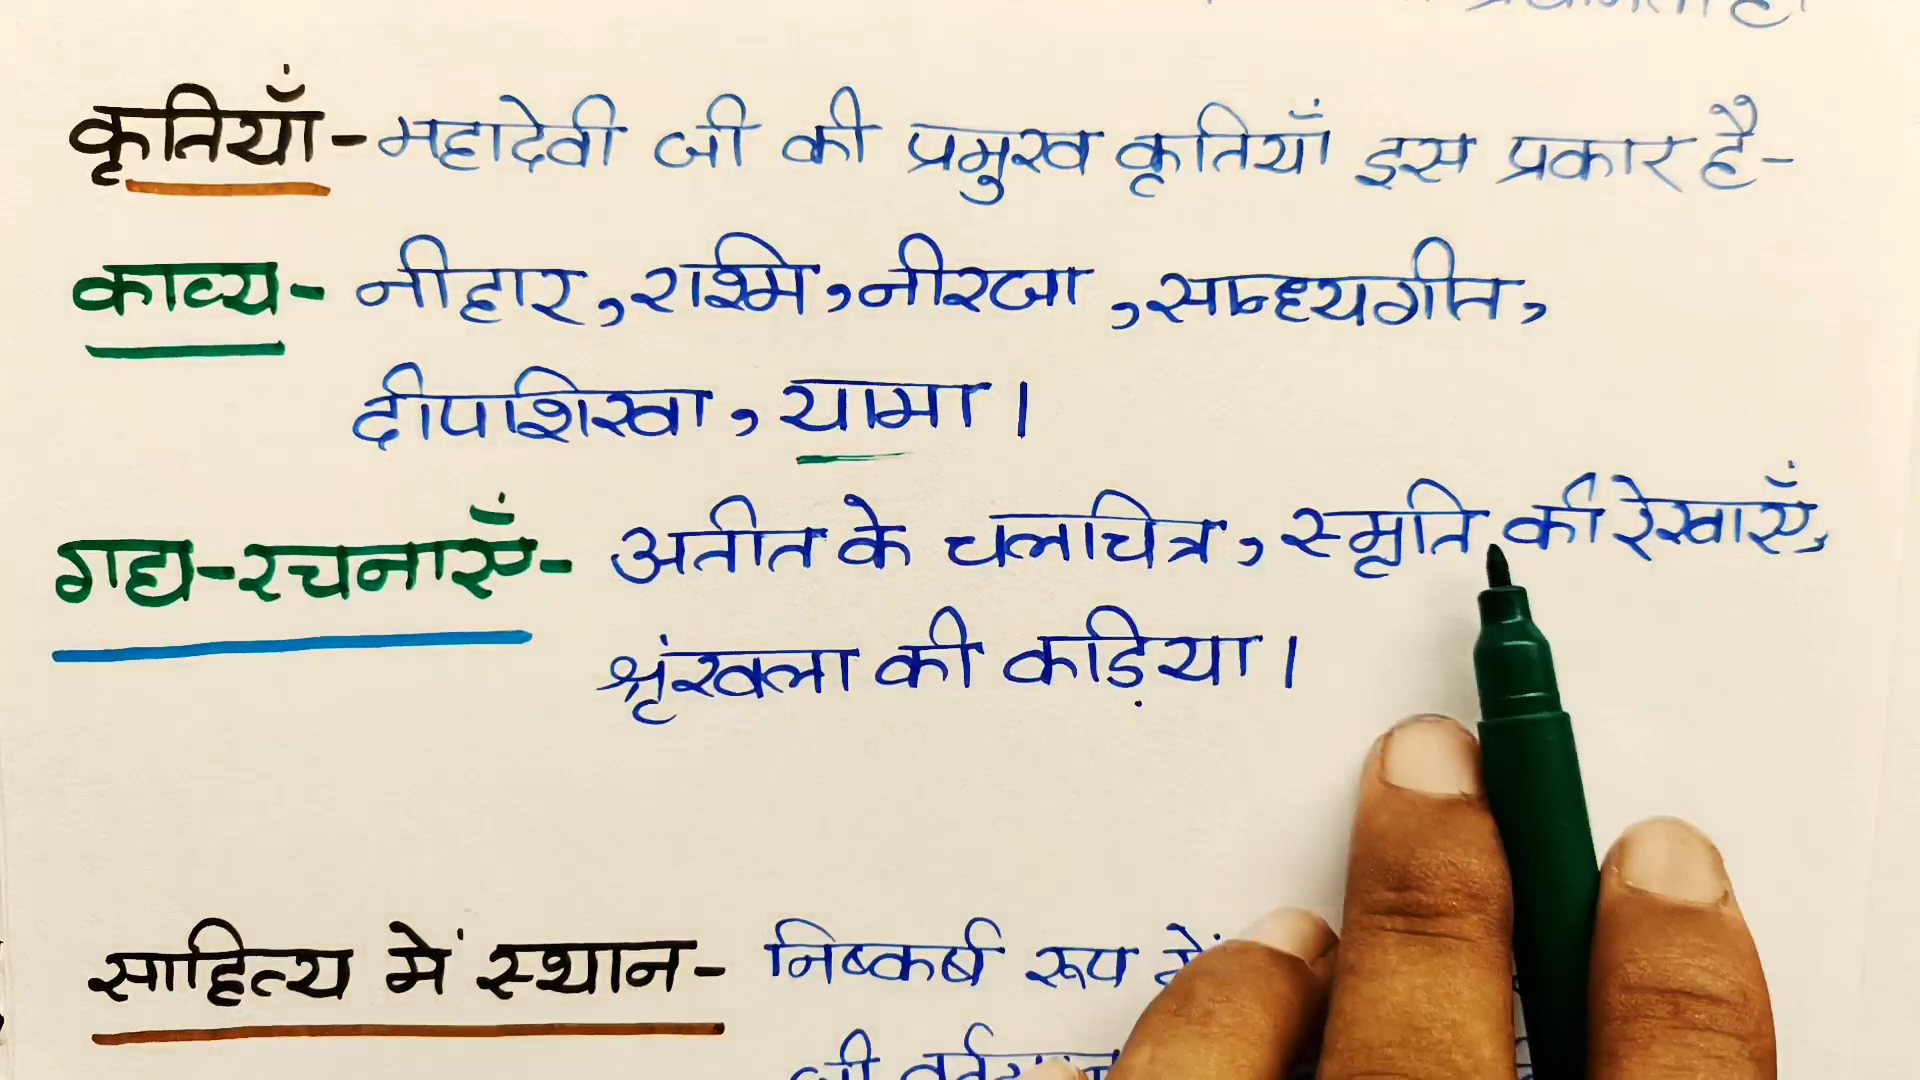 कृतियाँ - महादेवी जी की प्रमुख कृतियाँ इस प्रकार है -
काव्य - नीहार, रश्मि, नीरजा, सान्ध्यगीत,
दीपशिखा, यामा।
गद्य-रचनाएँ - अतीत के चलचित्र, स्मृति की रेखाएँ,
श्रृंखला की कड़िया।
साहित्य में स्थान - निष्कर्ष रूप में
जी